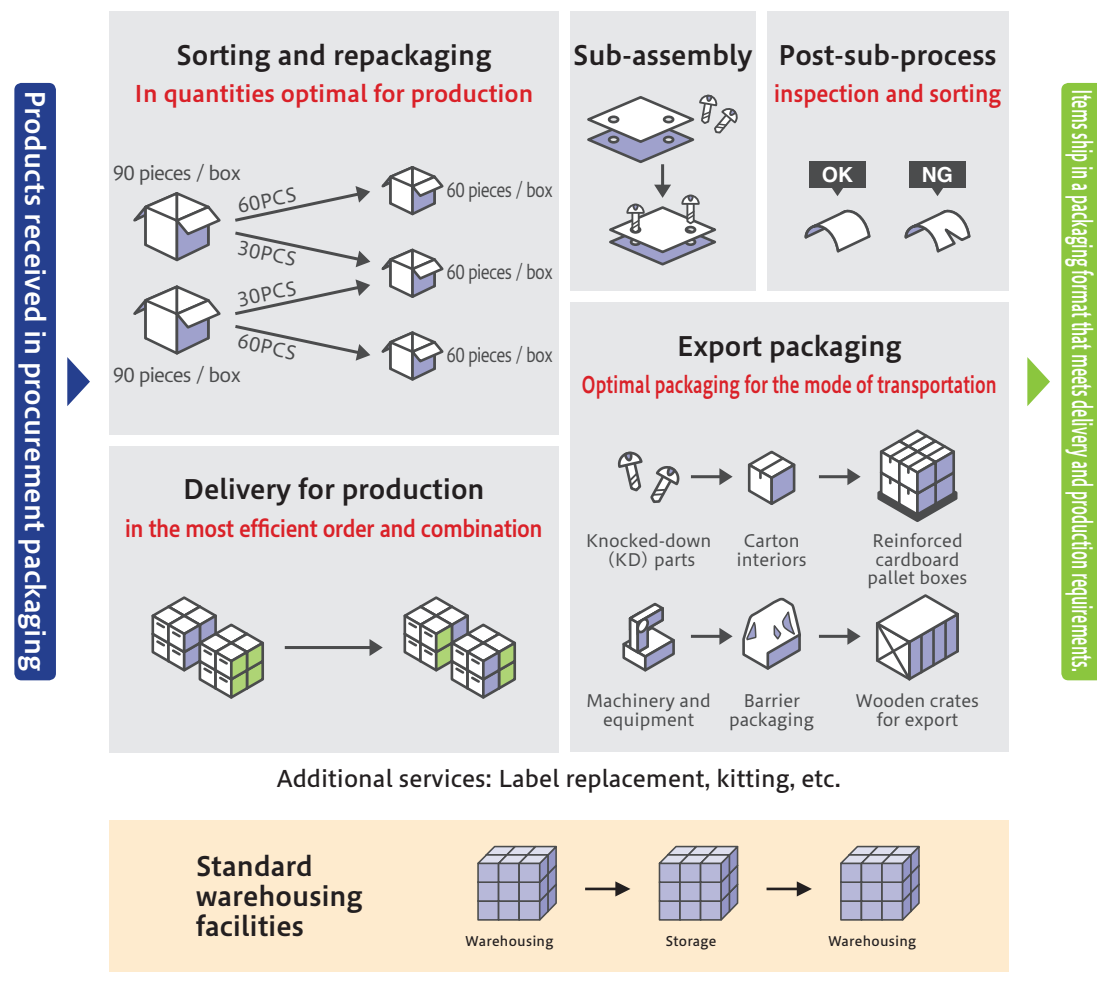 Products received in procurement packaging
Sorting and repackaging
In quantities optimal for production
90 pieces / box
60PCS
60 pieces / box
30PCS
60 pieces / box
30PCS
60PCS
60 pieces / box
90 pieces / box
Sub-assembly
Post-sub-process
inspection and sorting
OK
NG
Delivery for production
in the most efficient order and combination
Export packaging
Optimal packaging for the mode of transportation
Knocked-down
(KD) parts
Carton
interiors
Reinforced
cardboard
pallet boxes
Machinery and
equipment
Barrier
packaging
Wooden crates
for export
Items ship in a packaging format that meets delivery and production requirements.
Additional services: Label replacement, kitting, etc.
Standard
warehousing
facilities
Warehousing
Storage
Warehousing